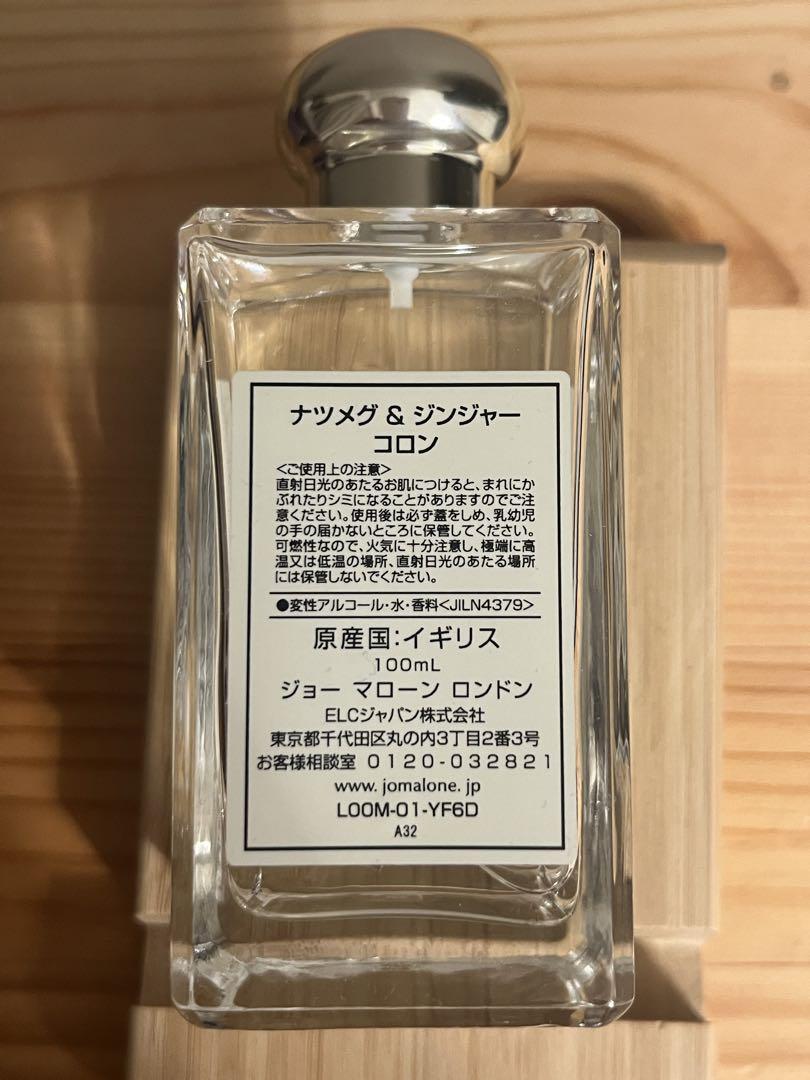 ナツメグ & ジンジャー
コロン
<ご使用上の注意>
直射日光のあたるお肌につけると、まれにか
ぶれたりシミになることがありますのでご注
意ください。使用後は必ず蓋をしめ、乳幼児
の手の届かないところに保管してください。
可燃性なので、火気に十分注意し、極端に高
温又は低温の場所、直射日光のあたる場所
には保管しないでください。
●変性アルコール・水・香料<JILN4379>
原産国:イギリス
100mL
ジョー マローン ロンドン
ELCジャパン株式会社
東京都千代田区丸の内3丁目2番3号
お客様相談室 0120-032821
www. jomalone. jp
L00M-01-YF6D
A32